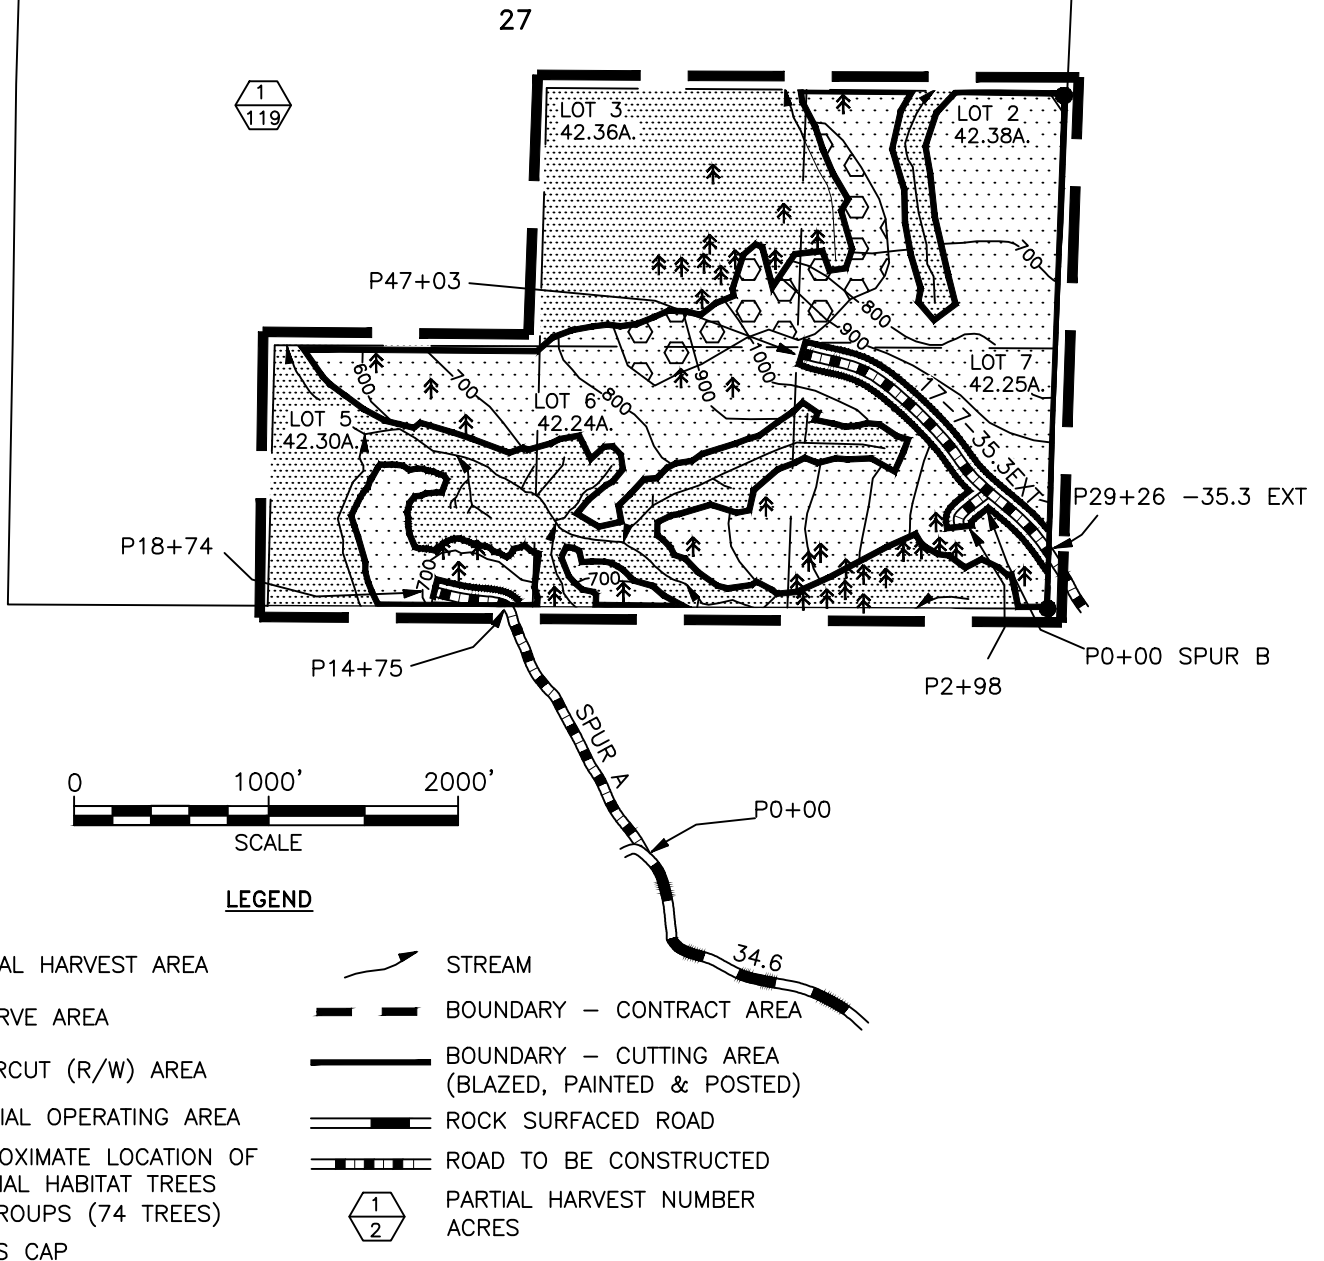 27
1
119
LOT 3
42.36A.
LOT 2
42.38A.
700
P47+03
800
900
1000
LOT 7
42.25A.
600
700
900
800
LOT 6
42.24A.
LOT 5
42.30A.
17-7-35.3EXT
P29+26 -35.3 EXT
P18+74
700
700
P14+75
P0+00 SPUR B
P2+98
SPUR A
0 1000' 2000'
SCALE
P0+00
LEGEND
34.6
AL HARVEST AREA
RVE AREA
RCUT (R/W) AREA
IAL OPERATING AREA
OXIMATE LOCATION OF
IAL HABITAT TREES
ROUPS (74 TREES)
S CAP
STREAM
BOUNDARY - CONTRACT AREA
BOUNDARY - CUTTING AREA
(BLAZED, PAINTED & POSTED)
ROCK SURFACED ROAD
ROAD TO BE CONSTRUCTED
1
2
PARTIAL HARVEST NUMBER
ACRES